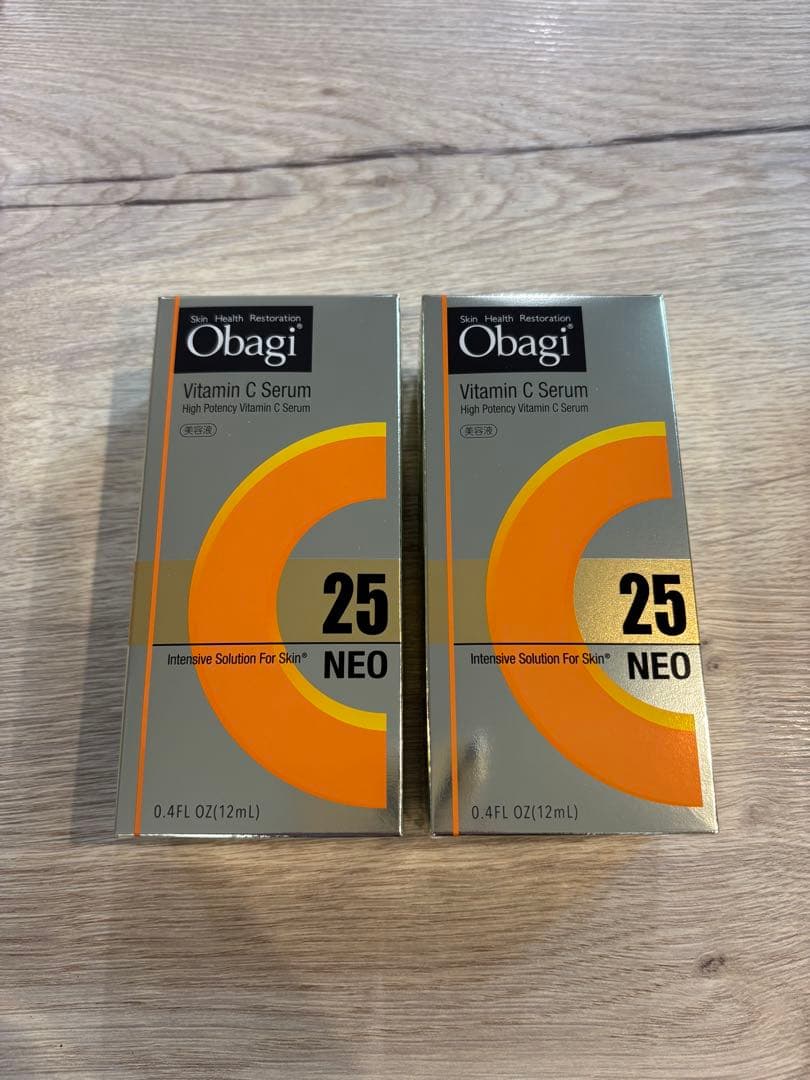 Skin Health Restoration
Obagi®
Vitamin C Serum
High Potency Vitamin C Serum
美容液
25
Intensive Solution For Skin® NEO
0.4FL OZ(12mL)
Skin Health Restoration
Obagi®
Vitamin C Serum
High Potency Vitamin C Serum
美容液
25
Intensive Solution For Skin® NEO
0.4FL OZ(12mL)